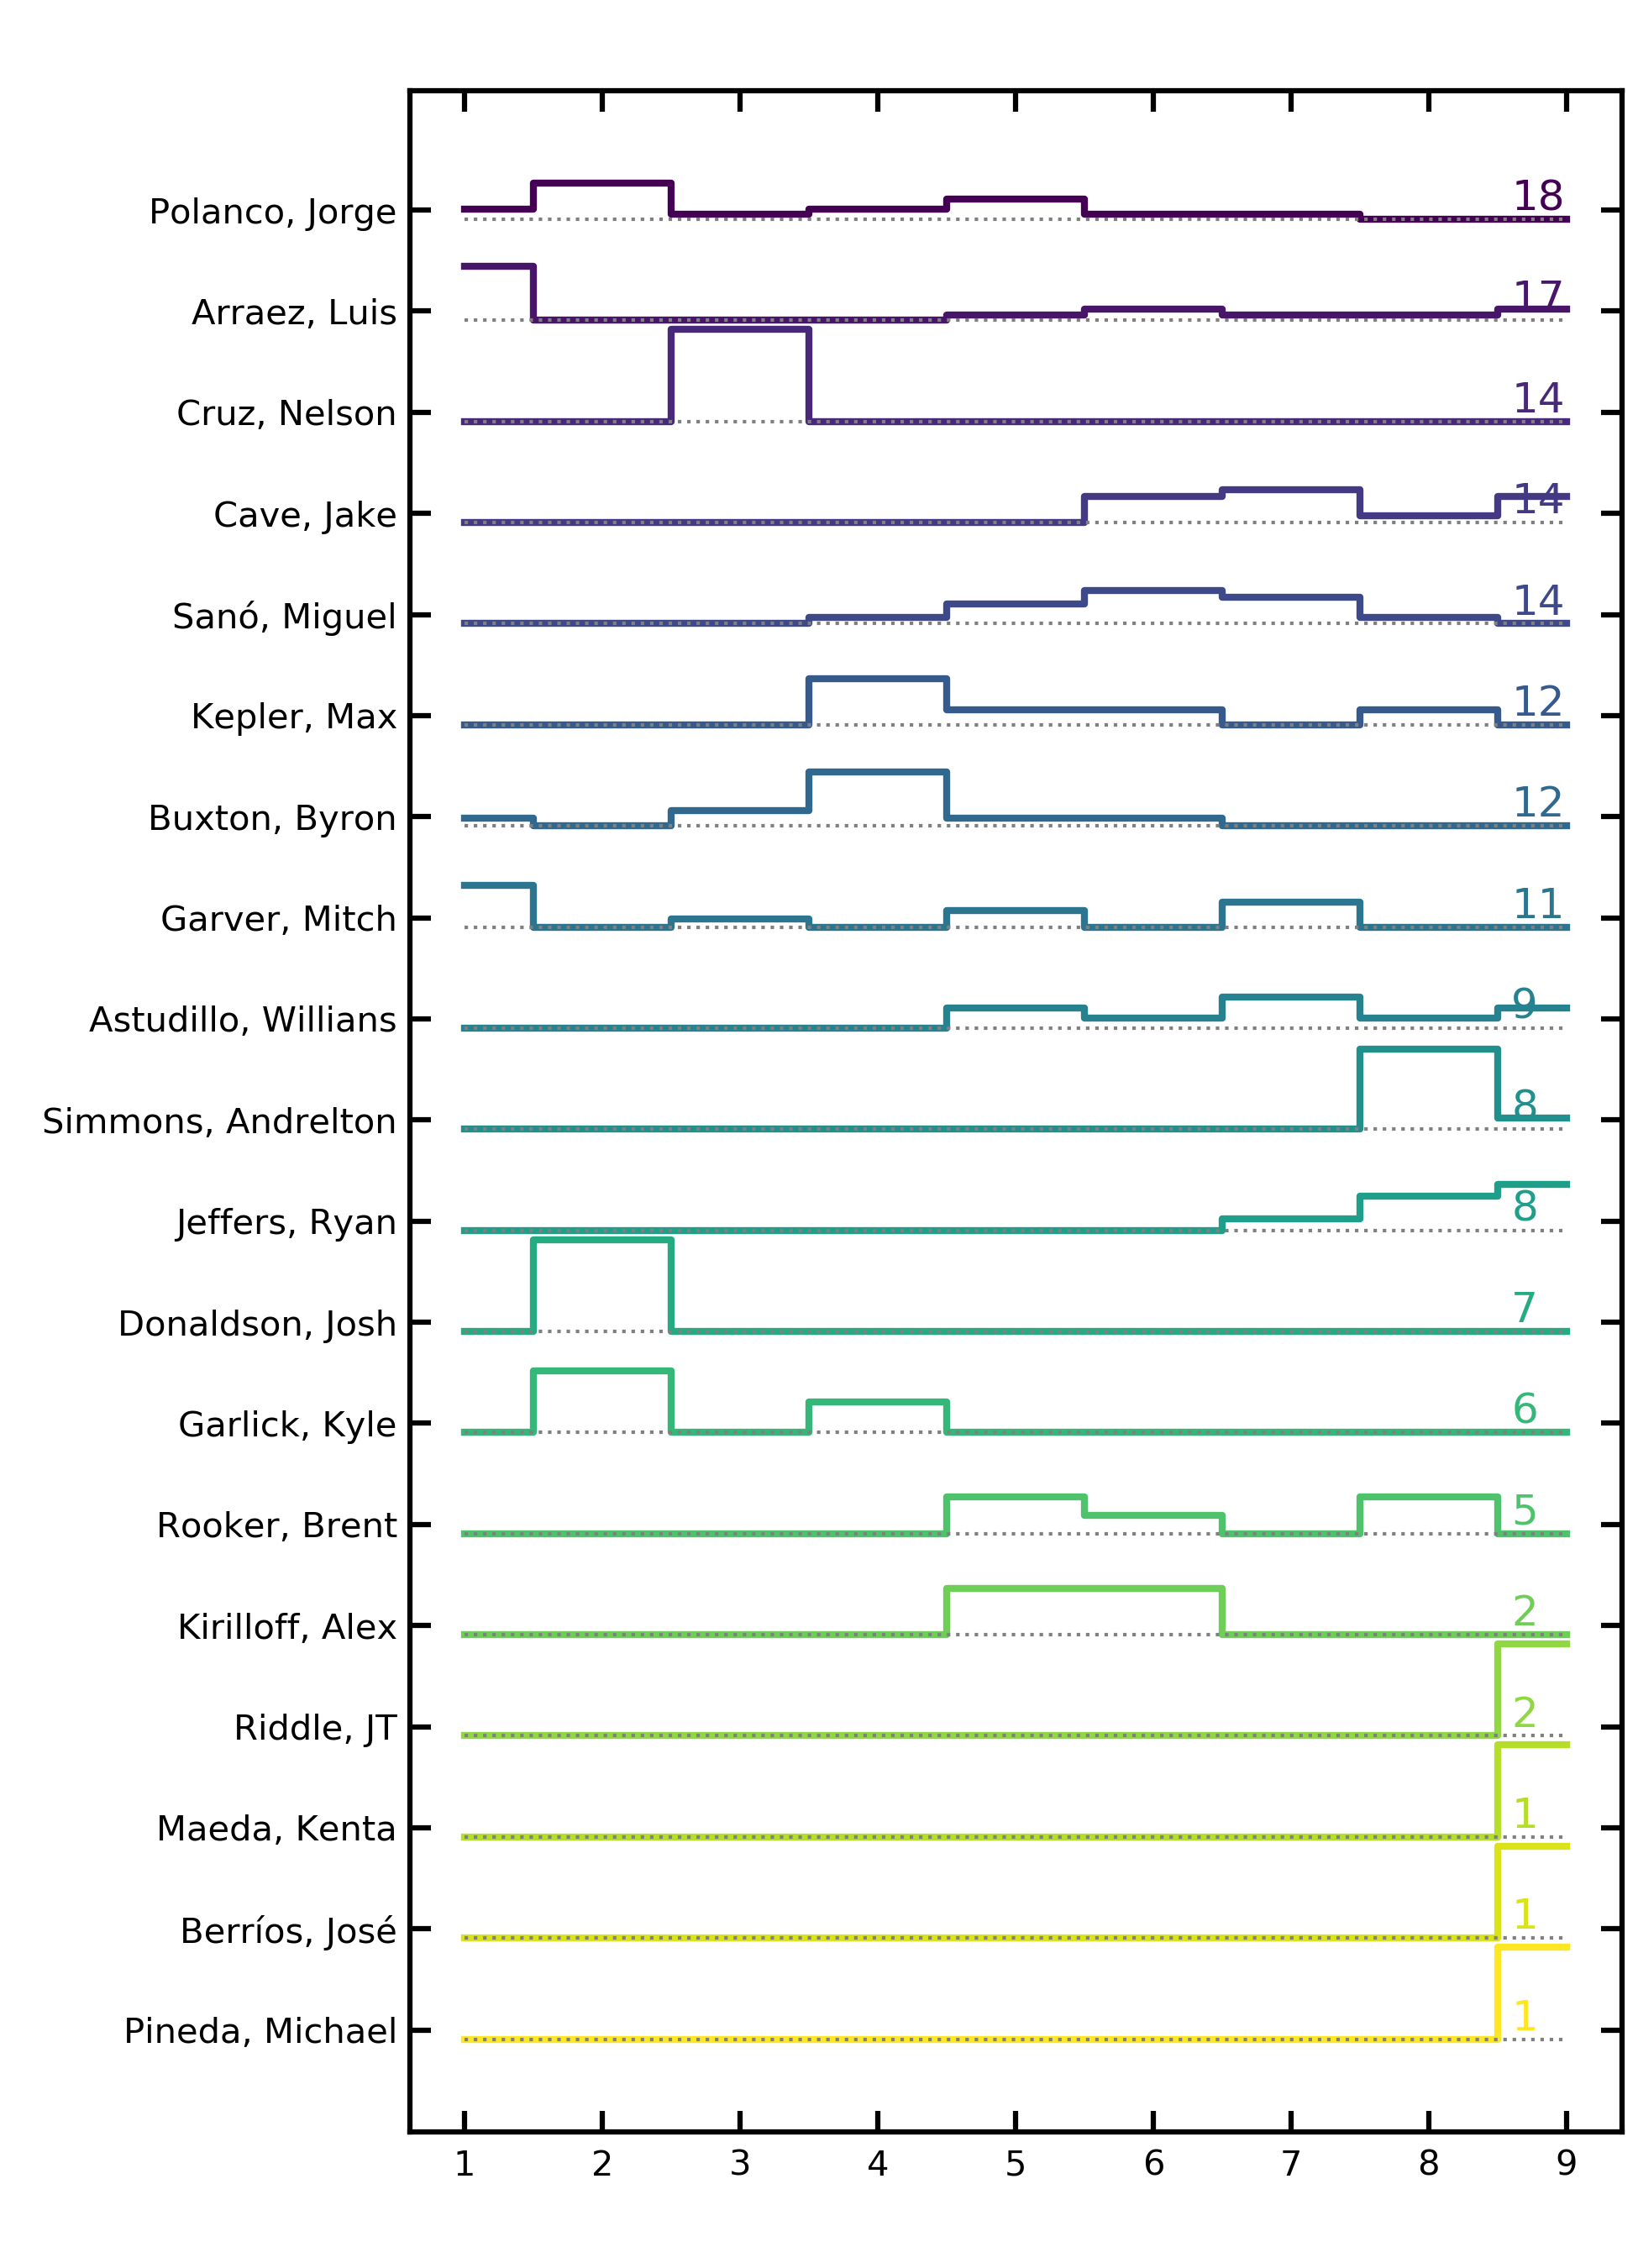 Polanco, Jorge 18
Arraez, Luis 17
Cruz, Nelson 14
Cave, Jake 14
Sanó, Miguel 14
Kepler, Max 12
Buxton, Byron 12
Garver, Mitch 11
Astudillo, Willians 9
Simmons, Andrelton 8
Jeffers, Ryan 8
Donaldson, Josh 7
Garlick, Kyle 6
Rooker, Brent 5
Kirilloff, Alex 2
Riddle, JT 2
Maeda, Kenta 1
Berríos, José 1
Pineda, Michael 1
1 2 3 4 5 6 7 8 9